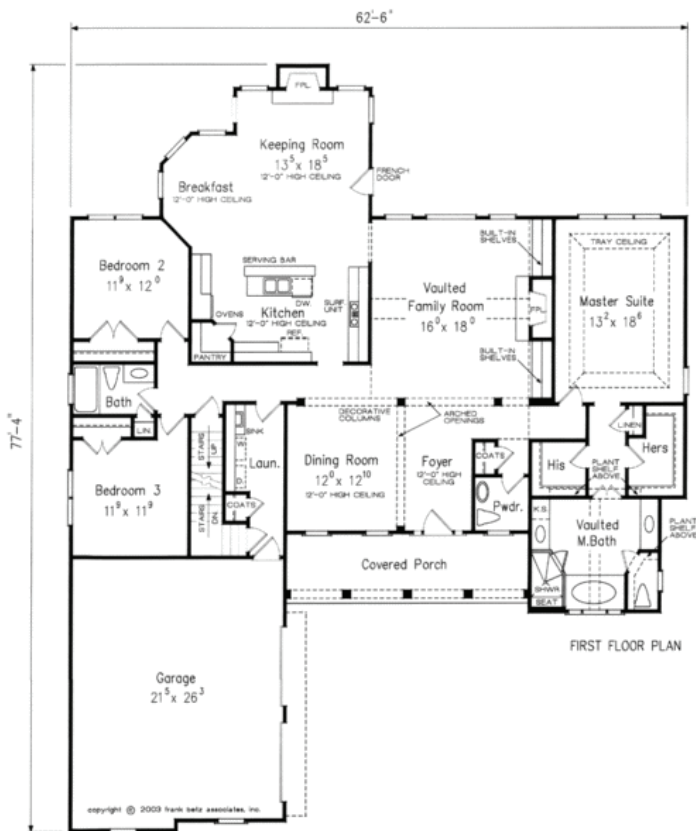 62'-6"
77'-4"
FPL
Keeping Room
13⁵ x 18⁵
12'-0" HIGH CEILING
FRENCH
DOOR
Breakfast
12'-0" HIGH CEILING
Bedroom 2
11⁹ x 12⁰
SERVING BAR
DW.
SURF.
UNIT
OVENS
Kitchen
12'-0" HIGH CEILING
REF.
PANTRY
BUILT-IN
SHELVES
Vaulted
Family Room
16⁰ x 18⁰
FPL
BUILT-IN
SHELVES
TRAY CEILING
Master Suite
13² x 18⁶
Bath
LIN.
DECORATIVE
COLUMNS
ARCHED
OPENINGS
LINEN
Hers
His
PLANT
SHELF
ABOVE
STAIRS
UP
STAIRS
DN.
SINK
W
D
Laun.
COATS
Dining Room
12⁰ x 12¹⁰
12'-0" HIGH CEILING
Foyer
12'-0" HIGH
CEILING
COATS
Pwdr.
Bedroom 3
11⁹ x 11⁹
K.S.
Vaulted
M.Bath
PLANT
SHELF
ABOVE
SHWR
SEAT
Covered Porch
FIRST FLOOR PLAN
Garage
21⁵ x 26³
copyright © 2003 frank betz associates, inc.